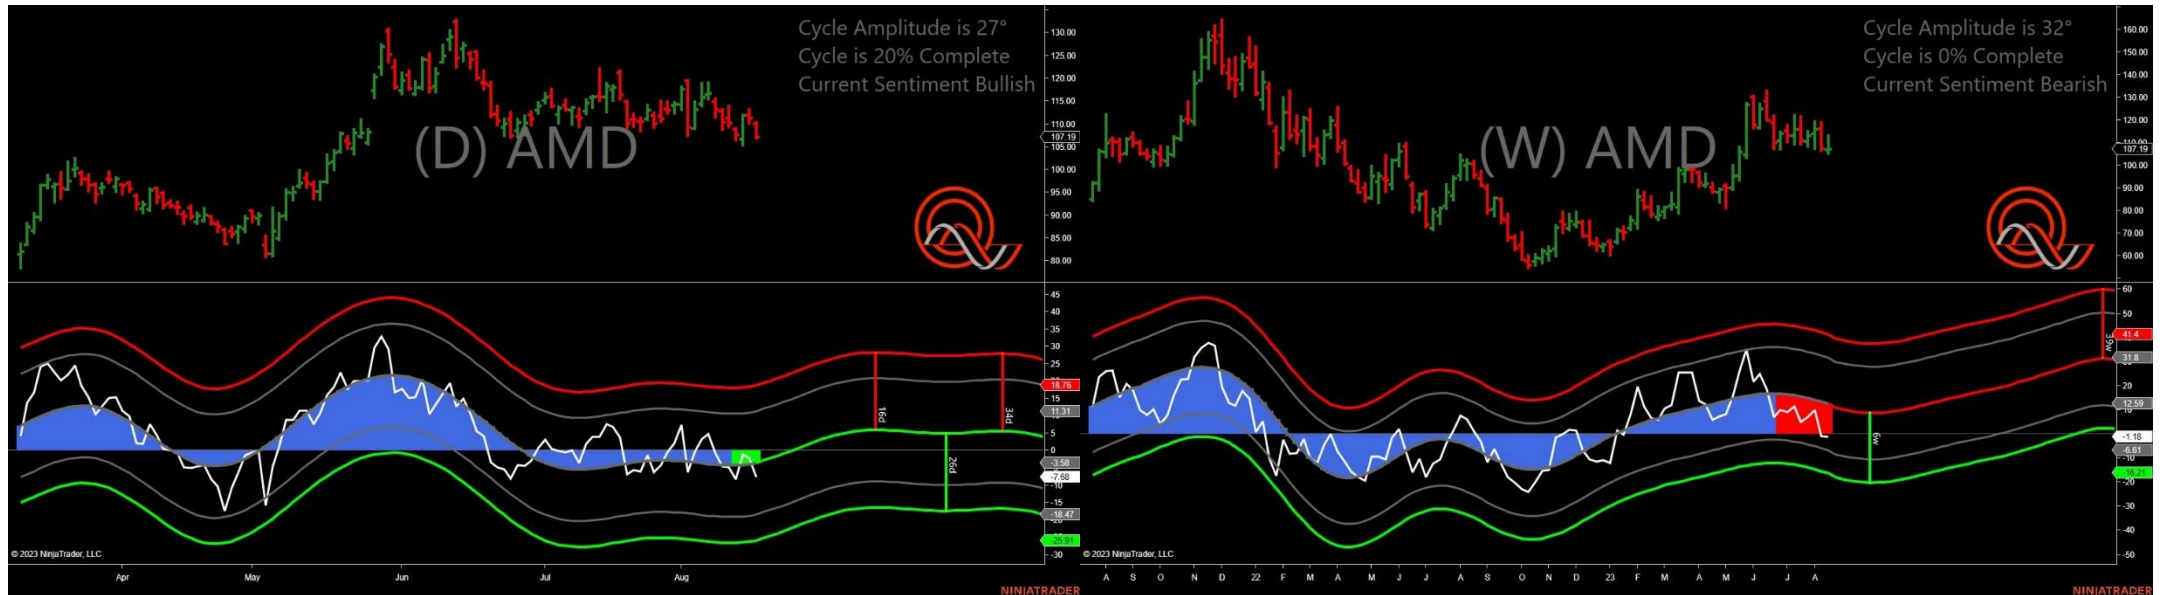 Cycle Amplitude is 27°
Cycle is 20% Complete
Current Sentiment Bullish
(D) AMD
130.00
125.00
120.00
115.00
110.00
107.19
105.00
100.00
95.00
90.00
85.00
80.00
45
40
35
30
25
18.76
11.31
5
0
-3.58
-7.68
-10
-15
-18.47
-25.91
-30
16d
26d
34d
© 2023 NinjaTrader, LLC
Apr May Jun Jul Aug
NINJATRADER
Cycle Amplitude is 32°
Cycle is 0% Complete
Current Sentiment Bearish
(W) AMD
160.00
150.00
140.00
130.00
120.00
107.19
100.00
90.00
80.00
70.00
60.00
60
50
41.4
31.8
20
12.59
-1.18
-6.61
-16.21
-20
-30
-40
-50
6w
39w
© 2023 NinjaTrader, LLC
A S O N D 22 F M A M J J A S O N D 23 F M A M J J A
NINJATRADER